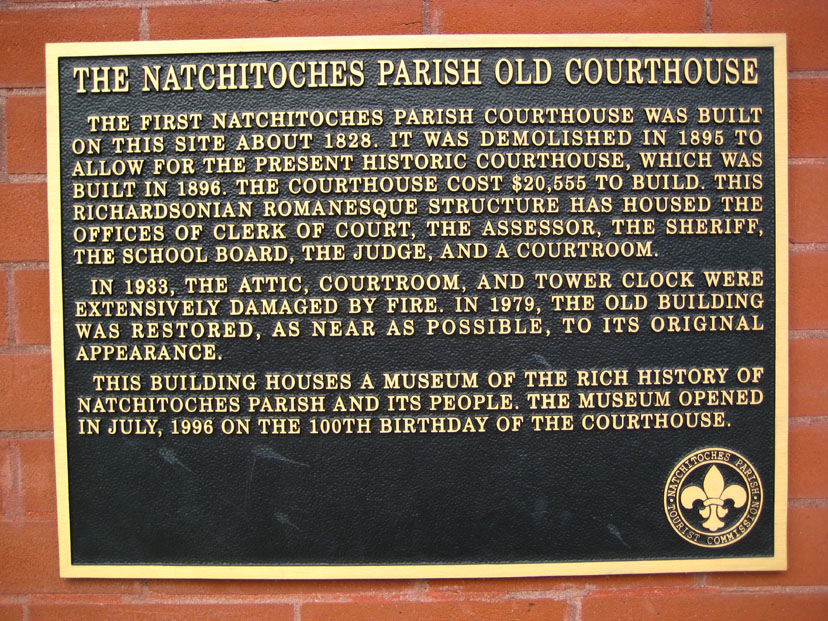 THE NATCHITOCHES PARISH OLD COURTHOUSE
THE FIRST NATCHITOCHES PARISH COURTHOUSE WAS BUILT
ON THIS SITE ABOUT 1828. IT WAS DEMOLISHED IN 1895 TO
ALLOW FOR THE PRESENT HISTORIC COURTHOUSE, WHICH WAS
BUILT IN 1896. THE COURTHOUSE COST $20,555 TO BUILD. THIS
RICHARDSONIAN ROMANESQUE STRUCTURE HAS HOUSED THE
OFFICES OF CLERK OF COURT, THE ASSESSOR, THE SHERIFF,
THE SCHOOL BOARD, THE JUDGE, AND A COURTROOM.
IN 1933, THE ATTIC, COURTROOM, AND TOWER CLOCK WERE
EXTENSIVELY DAMAGED BY FIRE. IN 1979, THE OLD BUILDING
WAS RESTORED, AS NEAR AS POSSIBLE, TO ITS ORIGINAL
APPEARANCE.
THIS BUILDING HOUSES A MUSEUM OF THE RICH HISTORY OF
NATCHITOCHES PARISH AND ITS PEOPLE. THE MUSEUM OPENED
IN JULY, 1996 ON THE 100TH BIRTHDAY OF THE COURTHOUSE.
NATCHITOCHES PARISH
TOURIST COMMISSION